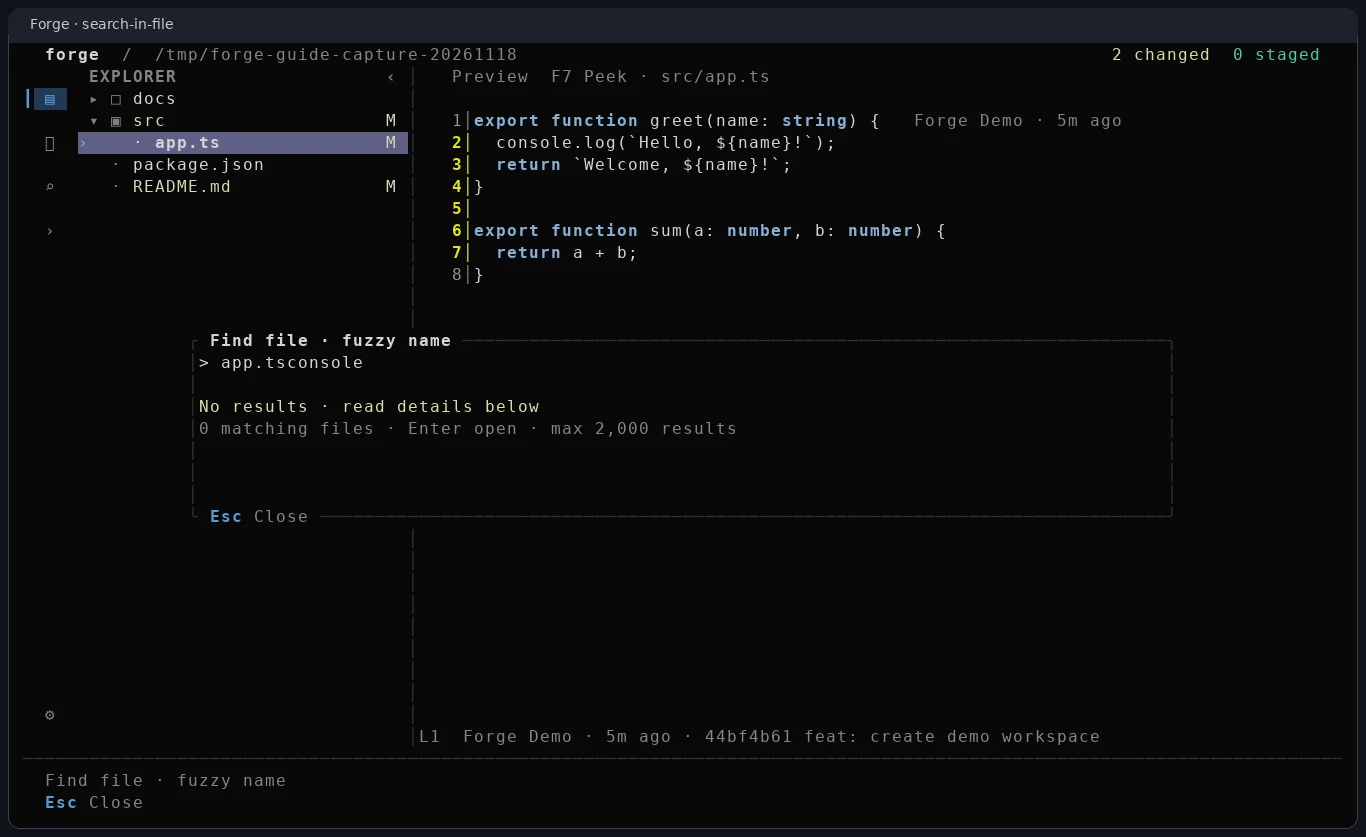 Forge · search-in-file
forge / /tmp/forge-guide-capture-20261118 2 changed 0 staged
EXPLORER ‹
▸ □ docs
▾ ▣ src M
› · app.ts M
· package.json
· README.md M
Preview F7 Peek · src/app.ts
1 export function greet(name: string) { Forge Demo · 5m ago
2   console.log(`Hello, ${name}!`);
3   return `Welcome, ${name}!`;
4 }
5
6 export function sum(a: number, b: number) {
7   return a + b;
8 }
Find file · fuzzy name
> app.tsconsole
No results · read details below
0 matching files · Enter open · max 2,000 results
Esc Close
L1 Forge Demo · 5m ago · 44bf4b61 feat: create demo workspace
Find file · fuzzy name
Esc Close